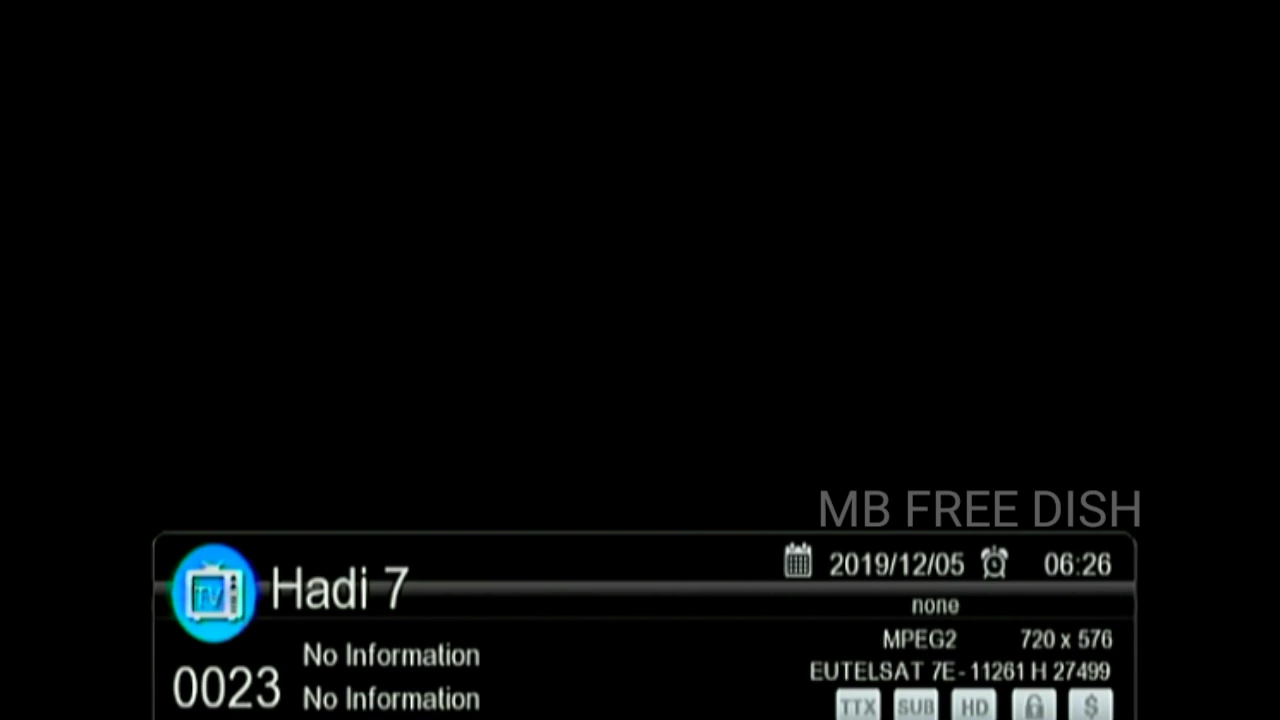 MB FREE DISH
2019/12/05 06:26
TV Hadi 7
none
MPEG2 720 x 576
No Information
EUTELSAT 7E - 11261 H 27499
0023
No Information
TTX SUB HD $